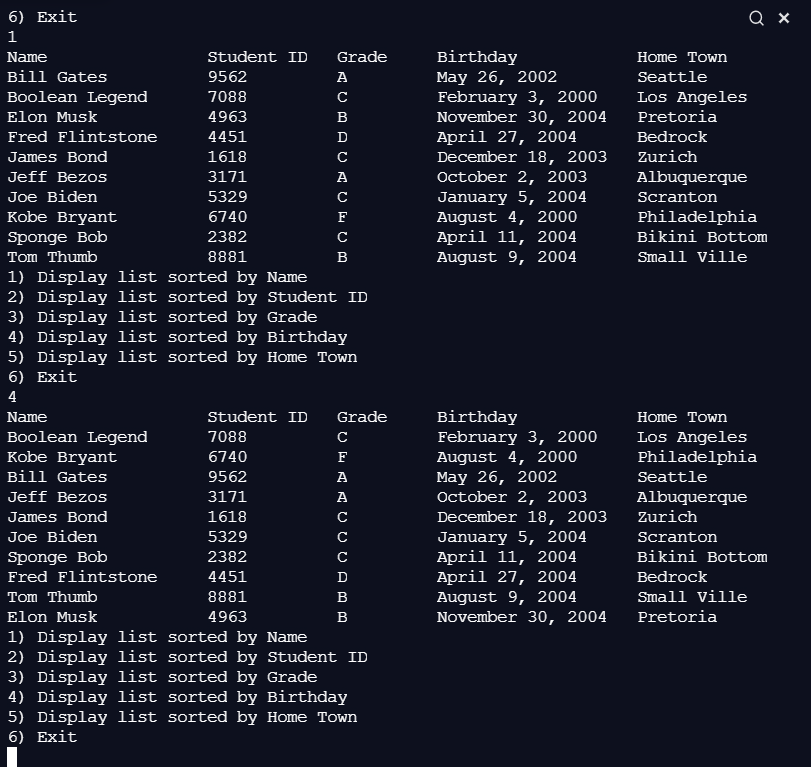 6) Exit
1
Name                Student ID   Grade     Birthday            Home Town
Bill Gates          9562         A         May 26, 2002        Seattle
Boolean Legend      7088         C         February 3, 2000    Los Angeles
Elon Musk           4963         B         November 30, 2004   Pretoria
Fred Flintstone     4451         D         April 27, 2004      Bedrock
James Bond          1618         C         December 18, 2003   Zurich
Jeff Bezos          3171         A         October 2, 2003     Albuquerque
Joe Biden           5329         C         January 5, 2004     Scranton
Kobe Bryant         6740         F         August 4, 2000      Philadelphia
Sponge Bob          2382         C         April 11, 2004      Bikini Bottom
Tom Thumb           8881         B         August 9, 2004      Small Ville
1) Display list sorted by Name
2) Display list sorted by Student ID
3) Display list sorted by Grade
4) Display list sorted by Birthday
5) Display list sorted by Home Town
6) Exit
4
Name                Student ID   Grade     Birthday            Home Town
Boolean Legend      7088         C         February 3, 2000    Los Angeles
Kobe Bryant         6740         F         August 4, 2000      Philadelphia
Bill Gates          9562         A         May 26, 2002        Seattle
Jeff Bezos          3171         A         October 2, 2003     Albuquerque
James Bond          1618         C         December 18, 2003   Zurich
Joe Biden           5329         C         January 5, 2004     Scranton
Sponge Bob          2382         C         April 11, 2004      Bikini Bottom
Fred Flintstone     4451         D         April 27, 2004      Bedrock
Tom Thumb           8881         B         August 9, 2004      Small Ville
Elon Musk           4963         B         November 30, 2004   Pretoria
1) Display list sorted by Name
2) Display list sorted by Student ID
3) Display list sorted by Grade
4) Display list sorted by Birthday
5) Display list sorted by Home Town
6) Exit